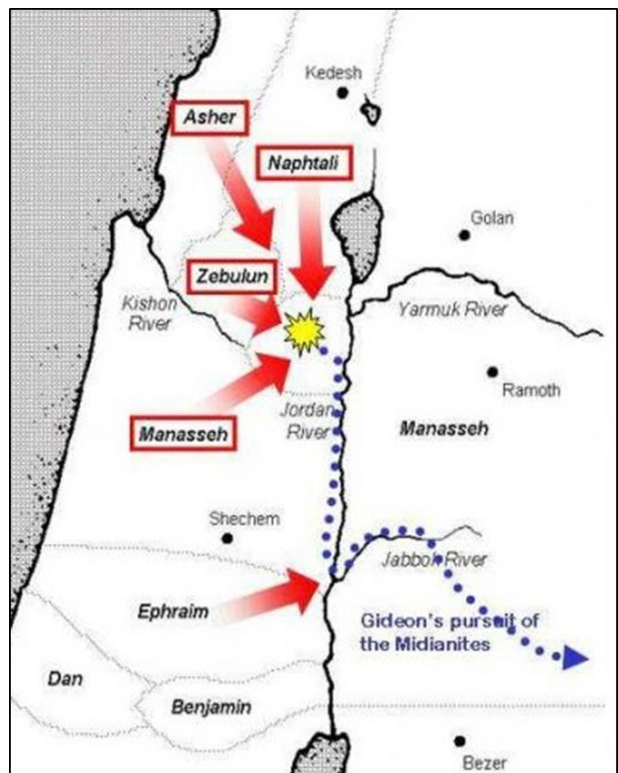 Kedesh
Asher
Naphtali
Golan
Zebulun
Kishon
River
Yarmuk River
Ramoth
Jordan
River
Manasseh
Manasseh
Shechem
Jabbok River
Ephraim
Gideon's pursuit of
the Midianites
Dan
Benjamin
Bezer